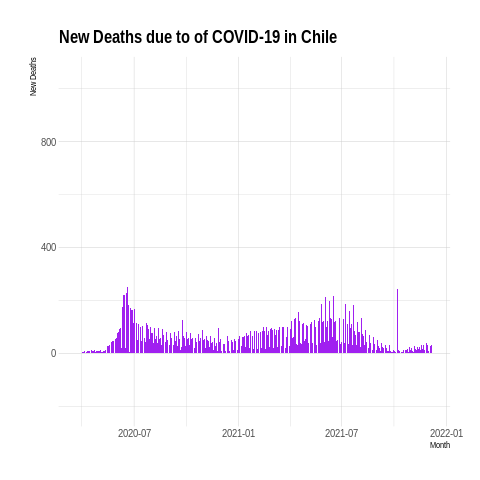 New Deaths due to of COVID-19 in Chile
New Deaths
800
400
0
2020-07 2021-01 2021-07 2022-01
Month